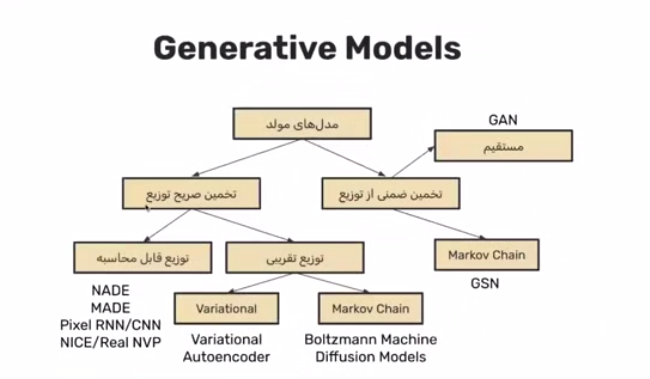 Generative Models
مدل‌های مولد
GAN
مستقیم
تخمین صریح توزیع
تخمین ضمنی از توزیع
توزیع قابل محاسبه
توزیع تقریبی
Markov Chain
GSN
NADE
MADE
Pixel RNN/CNN
NICE/Real NVP
Variational
Variational
Autoencoder
Markov Chain
Boltzmann Machine
Diffusion Models